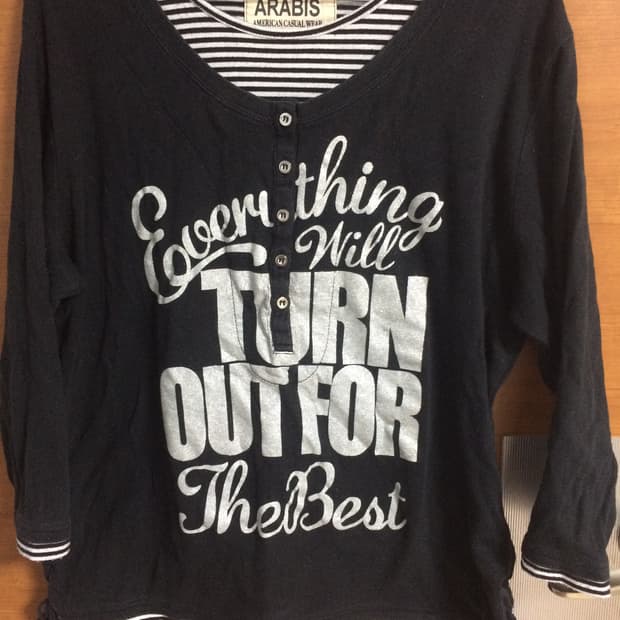 ARABIS
AMERICAN CASUAL WEAR
Everything
Will
TURN
OUT FOR
The Best